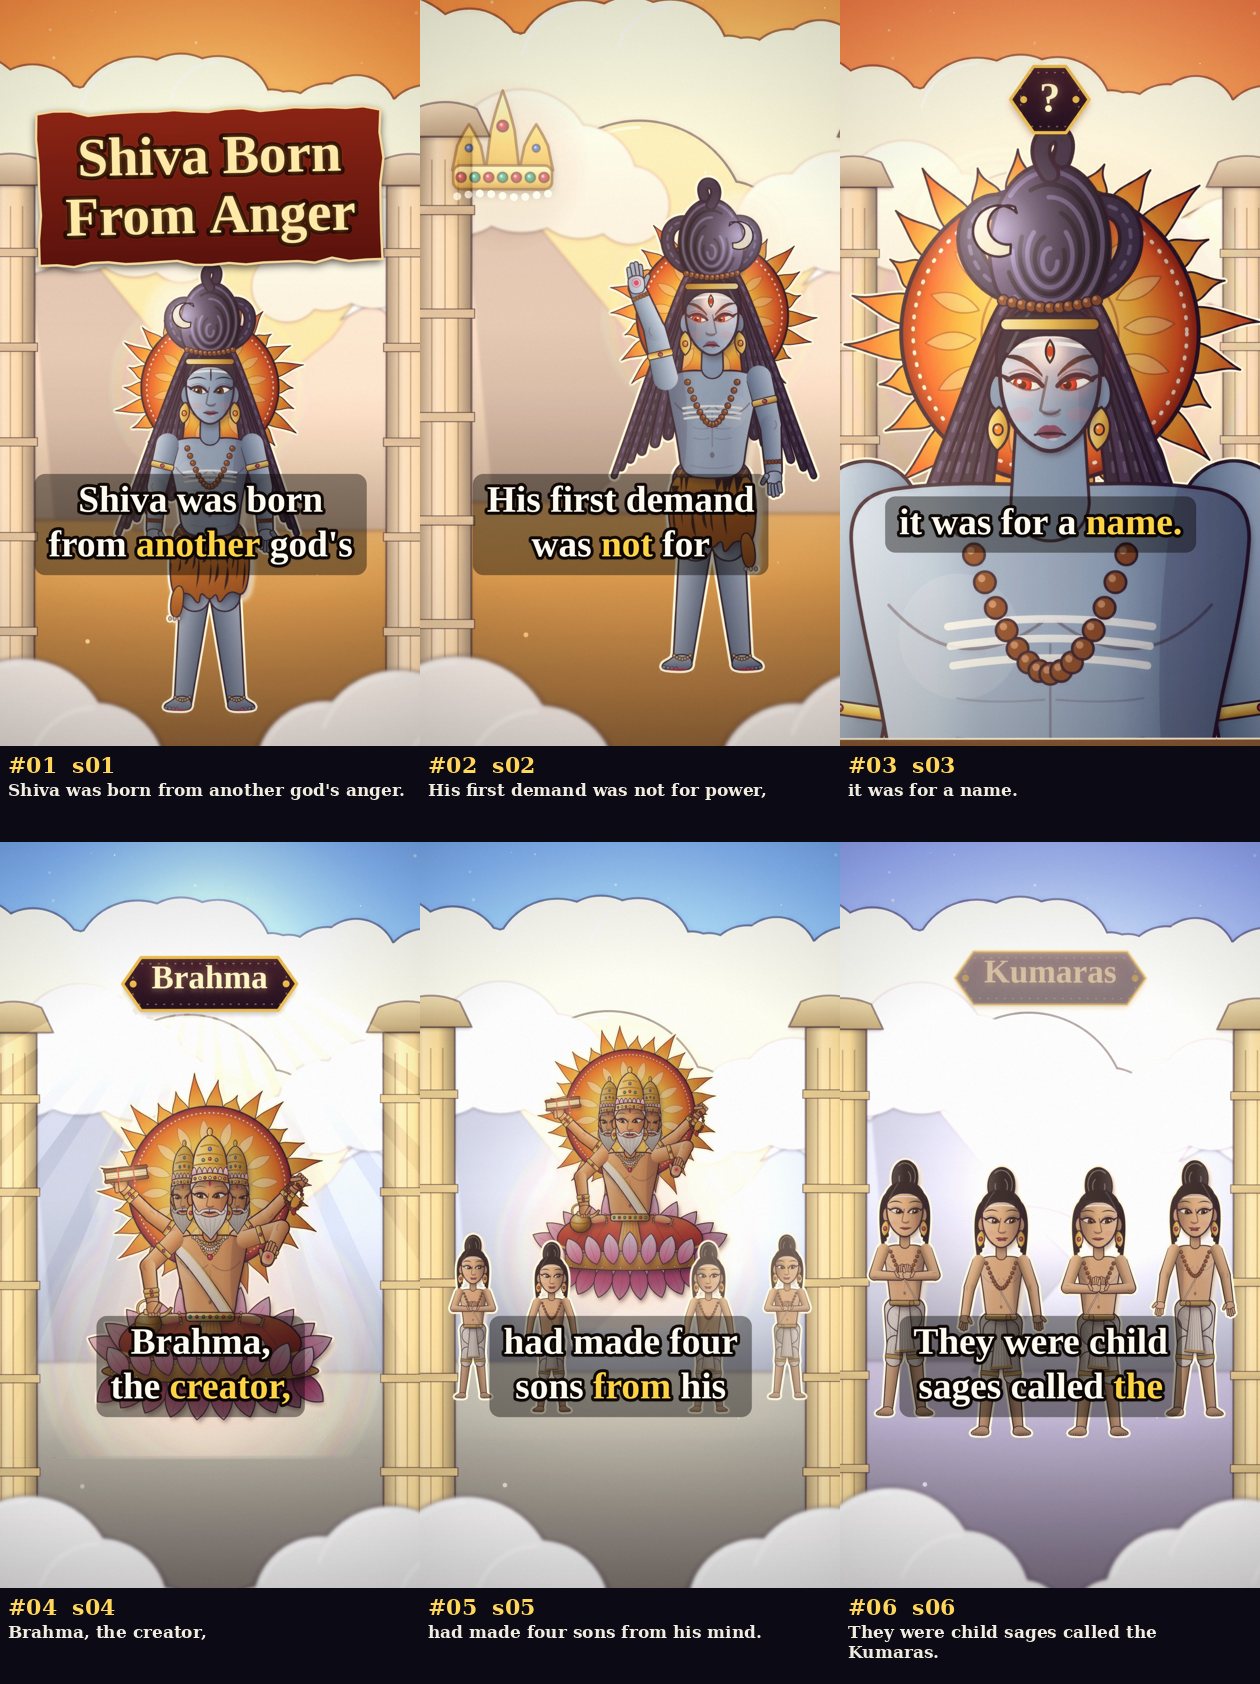 Shiva Born
From Anger
Shiva was born
from another god's
#01 s01
Shiva was born from another god's anger.
His first demand
was not for
#02 s02
His first demand was not for power,
?
it was for a name.
#03 s03
it was for a name.
Brahma
Brahma,
the creator,
#04 s04
Brahma, the creator,
had made four
sons from his
#05 s05
had made four sons from his mind.
Kumaras
They were child
sages called the
#06 s06
They were child sages called the
Kumaras.